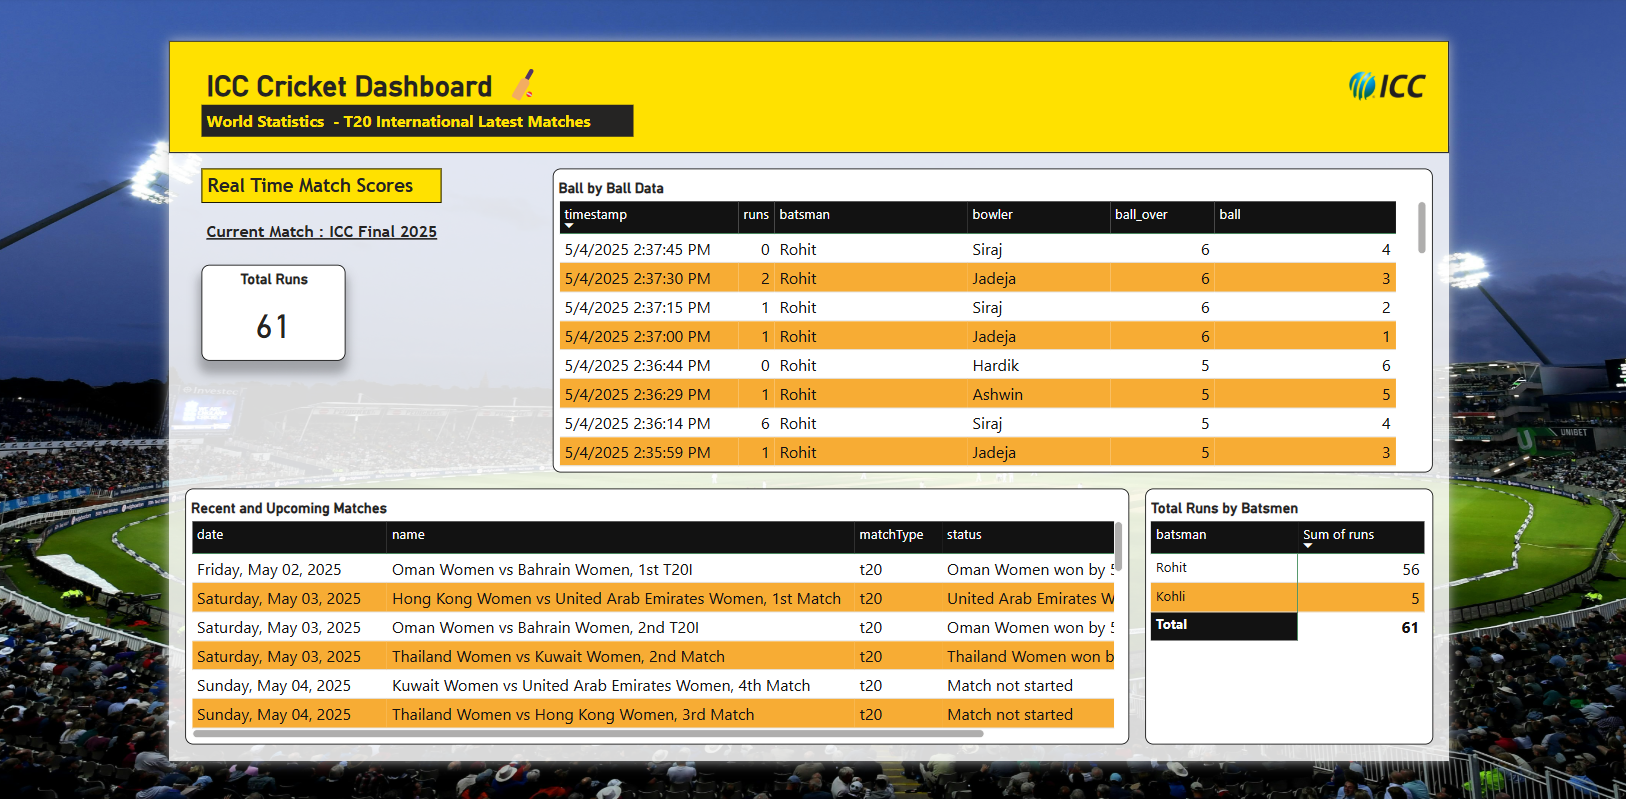 ICC Cricket Dashboard
World Statistics - T20 International Latest Matches
ICC
Real Time Match Scores
Current Match : ICC Final 2025
Total Runs
61
Ball by Ball Data
timestamp runs batsman bowler ball_over ball
5/4/2025 2:37:45 PM 0 Rohit Siraj 6 4
5/4/2025 2:37:30 PM 2 Rohit Jadeja 6 3
5/4/2025 2:37:15 PM 1 Rohit Siraj 6 2
5/4/2025 2:37:00 PM 1 Rohit Jadeja 6 1
5/4/2025 2:36:44 PM 0 Rohit Hardik 5 6
5/4/2025 2:36:29 PM 1 Rohit Ashwin 5 5
5/4/2025 2:36:14 PM 6 Rohit Siraj 5 4
5/4/2025 2:35:59 PM 1 Rohit Jadeja 5 3
Investec
UNIBET
Recent and Upcoming Matches
date name matchType status
Friday, May 02, 2025 Oman Women vs Bahrain Women, 1st T20I t20 Oman Women won by 5
Saturday, May 03, 2025 Hong Kong Women vs United Arab Emirates Women, 1st Match t20 United Arab Emirates W
Saturday, May 03, 2025 Oman Women vs Bahrain Women, 2nd T20I t20 Oman Women won by 5
Saturday, May 03, 2025 Thailand Women vs Kuwait Women, 2nd Match t20 Thailand Women won b
Sunday, May 04, 2025 Kuwait Women vs United Arab Emirates Women, 4th Match t20 Match not started
Sunday, May 04, 2025 Thailand Women vs Hong Kong Women, 3rd Match t20 Match not started
Total Runs by Batsmen
batsman Sum of runs
Rohit 56
Kohli 5
Total 61